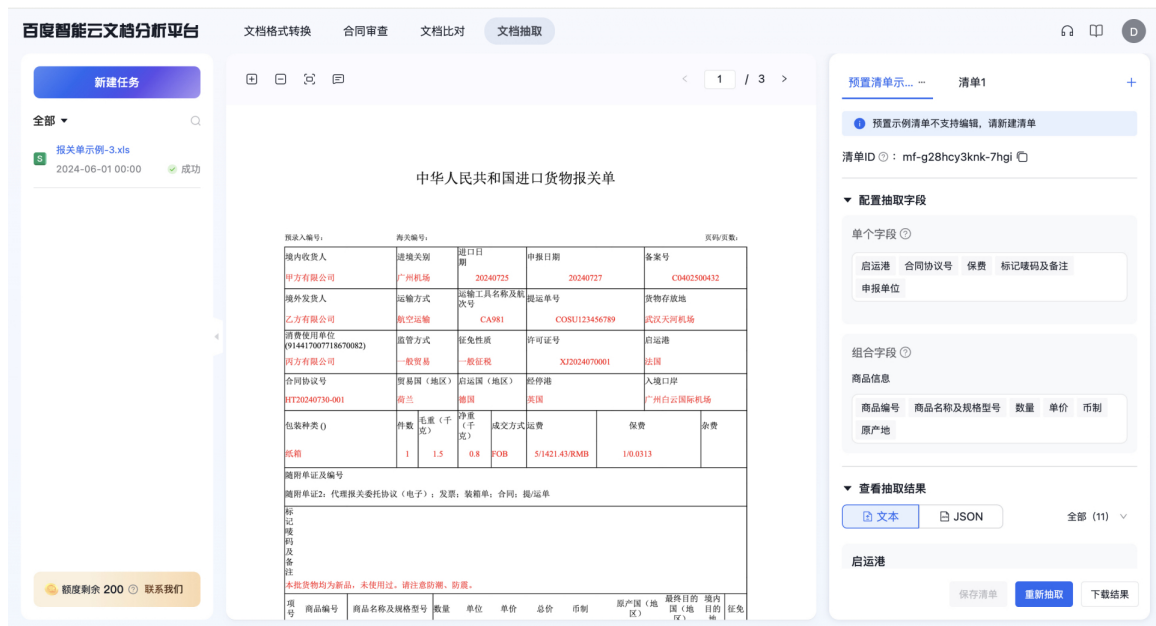 百度智能云文档分析平台
文档格式转换 合同审查 文档比对 文档抽取
D
新建任务
全部
报关单示例-3.xls
S
2024-06-01 00:00 成功
额度剩余 200 联系我们
1 / 3
中华人民共和国进口货物报关单
预录入编号: 海关编号: 页码/页数:
境内收货人 进境关别 进口日期 申报日期 备案号
甲方有限公司 广州机场 20240725 20240727 C0402500432
境外发货人 运输方式 运输工具名称及航次号 提运单号 货物存放地
乙方有限公司 航空运输 CA981 COSU123456789 武汉天河机场
消费使用单位
(914417007718670082) 监管方式 征免性质 许可证号 启运港
丙方有限公司 一般贸易 一般征税 XJ2024070001 法国
合同协议号 贸易国（地区） 启运国（地区） 经停港 入境口岸
HT20240730-001 荷兰 德国 英国 广州白云国际机场
包装种类 () 件数 毛重（千克） 净重（千克） 成交方式 运费 保费 杂费
纸箱 1 1.5 0.8 FOB 5/1421.43/RMB 1/0.0313
随附单证及编号
随附单证2：代理报关委托协议（电子）；发票；装箱单；合同；提/运单
标记唛码及备注
本批货物均为新品，未使用过。请注意防潮、防震。
项号 商品编号 商品名称及规格型号 数量 单位 单价 总价 币制 原产国（地区） 最终目的国（地区） 境内目的地 征免
预置清单示... ··· 清单1
预置示例清单不支持编辑，请新建清单
清单ID ：mf-g28hcy3knk-7hgi
配置抽取字段
单个字段
启运港 合同协议号 保费 标记唛码及备注
申报单位
组合字段
商品信息
商品编号 商品名称及规格型号 数量 单价 币制
原产地
查看抽取结果
文本 JSON 全部 (11)
启运港
保存清单 重新抽取 下载结果